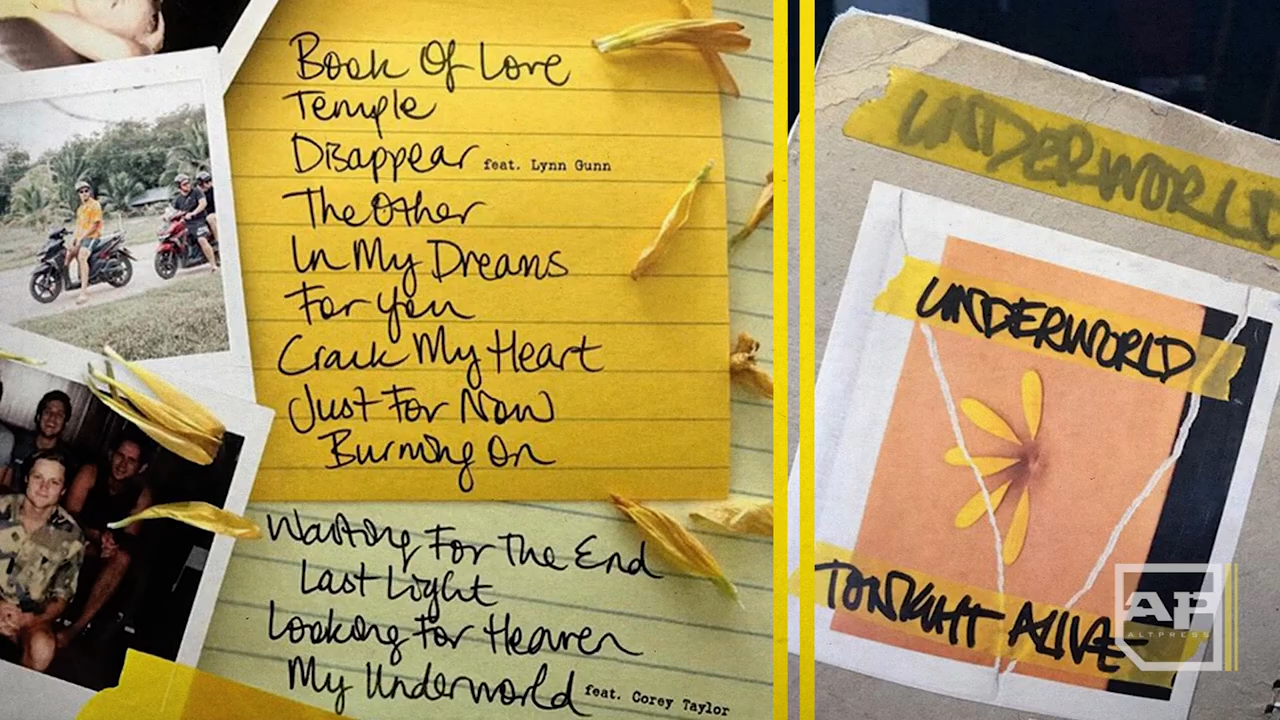 Book Of Love
Temple
Disappear feat. Lynn Gunn
The Other
In My Dreams
For You
Crack My Heart
Just For Now
Burning On
Waiting For The End
Last Light
Looking For Heaven
My Underworld feat. Corey Taylor
UNDERWORLD
UNDERWORLD
TONIGHT ALIVE
AP
ALTPRESS